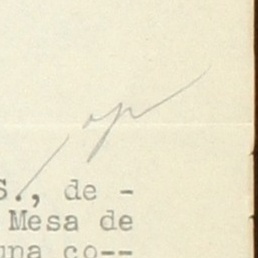 S., de -
Mesa de
una co--